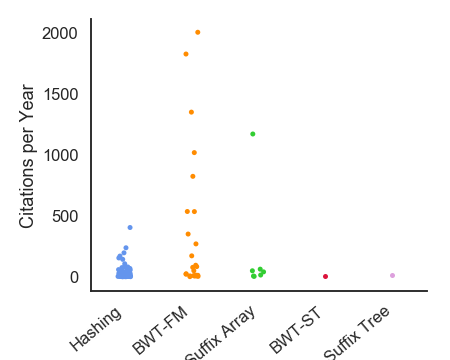 2000
1500
1000
500
0
Citations per Year
Hashing
BWT-FM
Suffix Array
BWT-ST
Suffix Tree